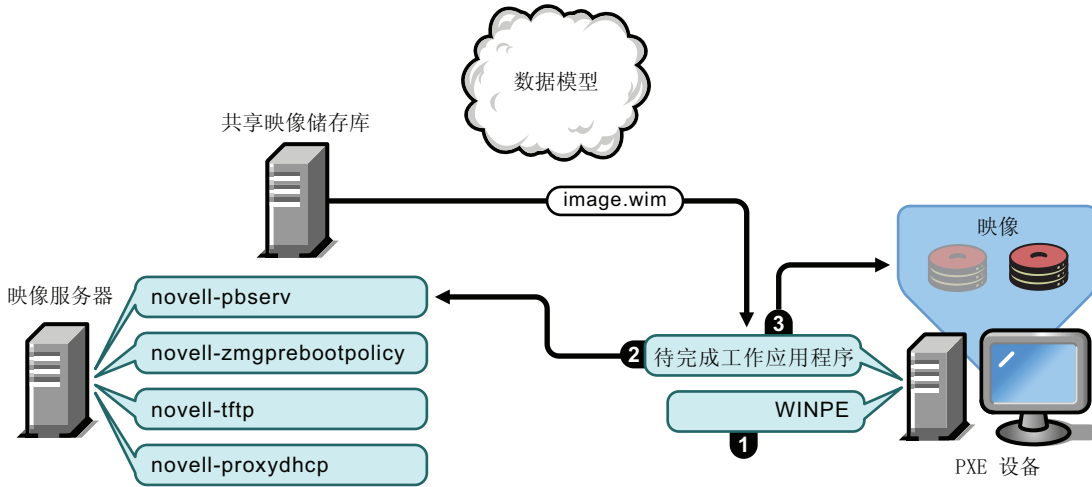 数据模型
共享映像储存库
image.wim
映像
映像服务器
novell-pbserv
novell-zmgprebootpolicy
novell-tftp
novell-proxydhcp
3
2
待完成工作应用程序
WINPE
1
PXE 设备